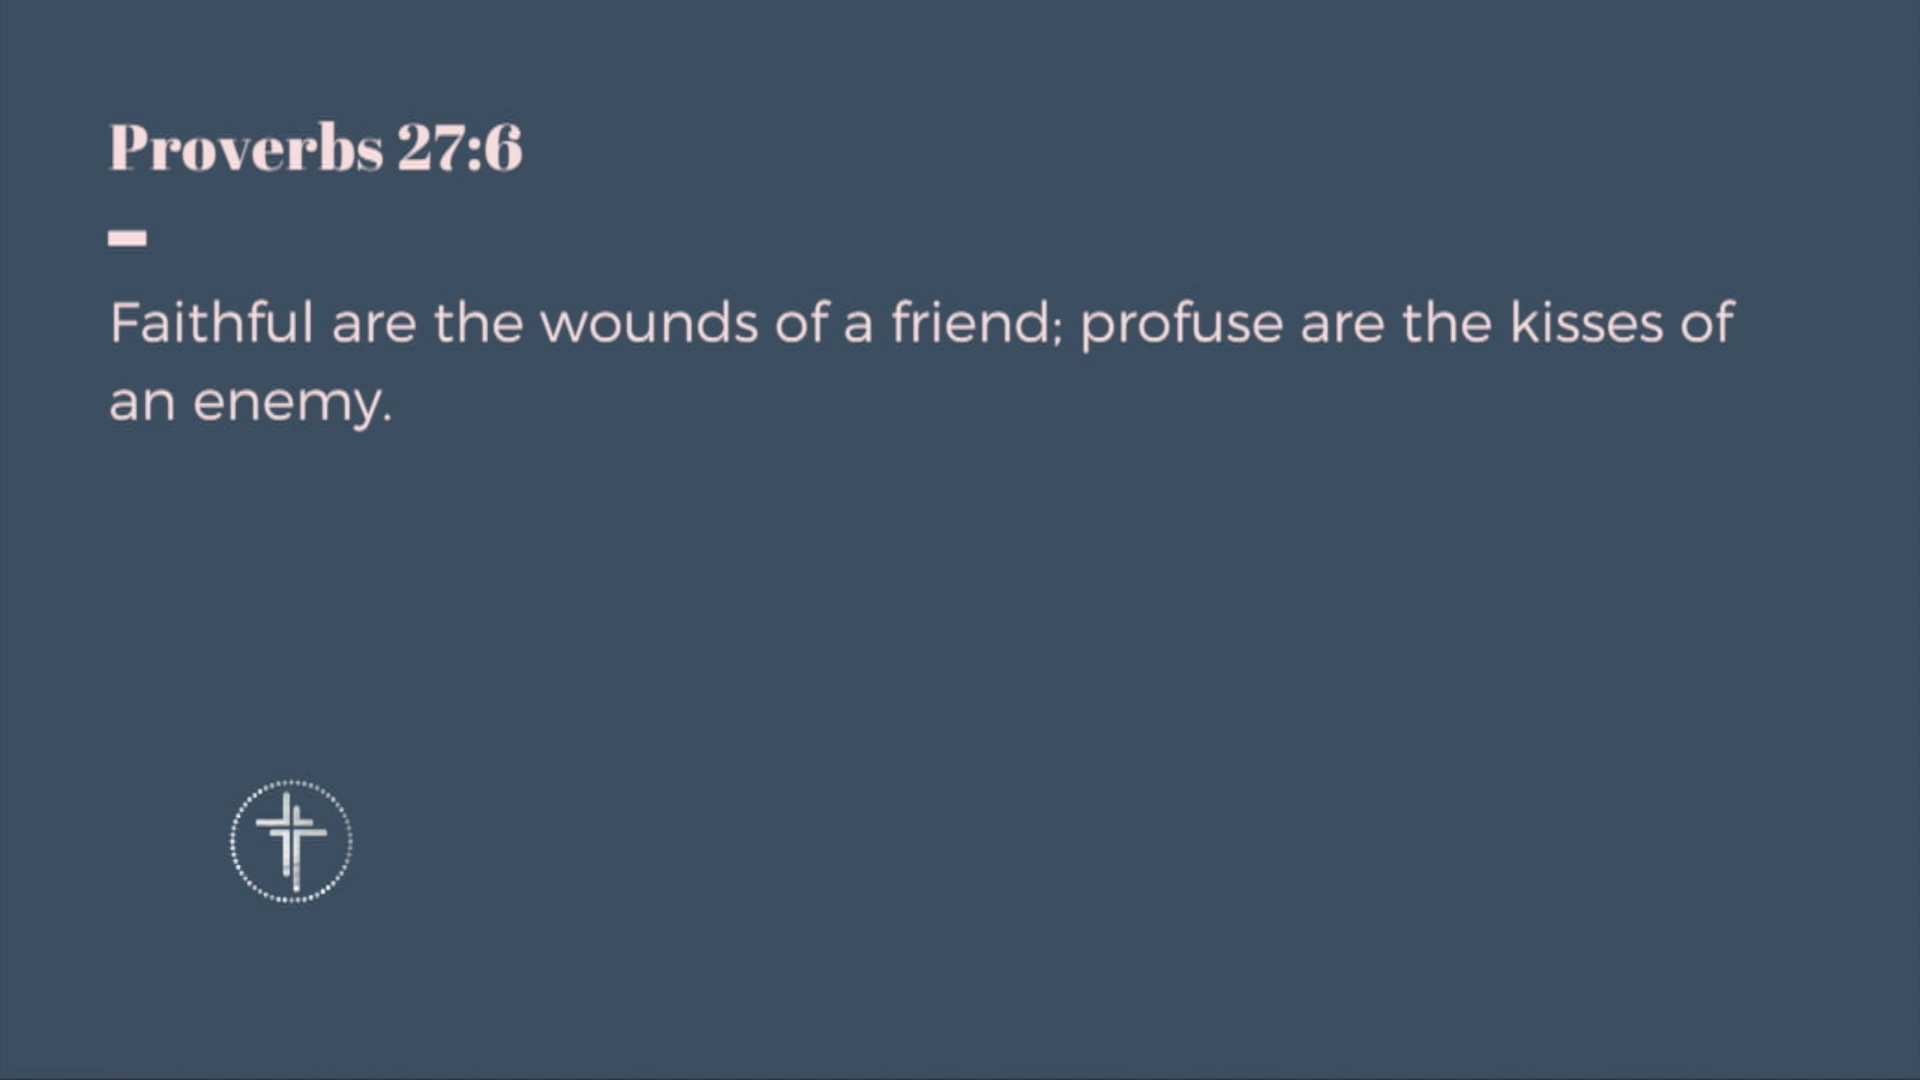 Proverbs 27:6
Faithful are the wounds of a friend; profuse are the kisses of
an enemy.